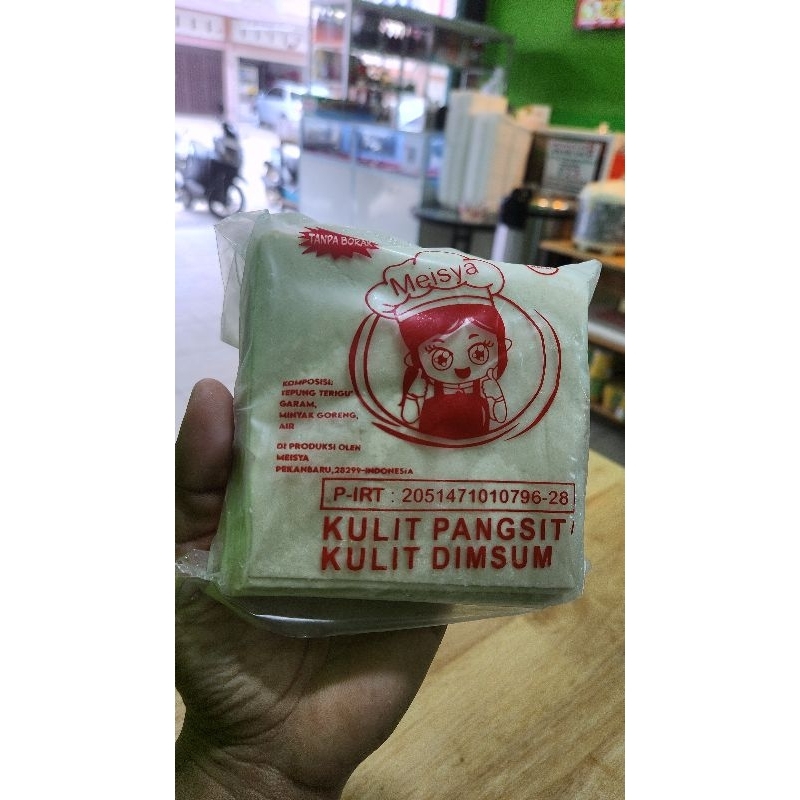 TANPA BORAK
Meisya
KOMPOSISI:
TEPUNG TERIGU
GARAM,
MINYAK GORENG,
AIR
DI PRODUKSI OLEH
MEISYA
PEKANBARU,28299-INDONESIA
P-IRT : 2051471010796-28
KULIT PANGSIT/
KULIT DIMSUM